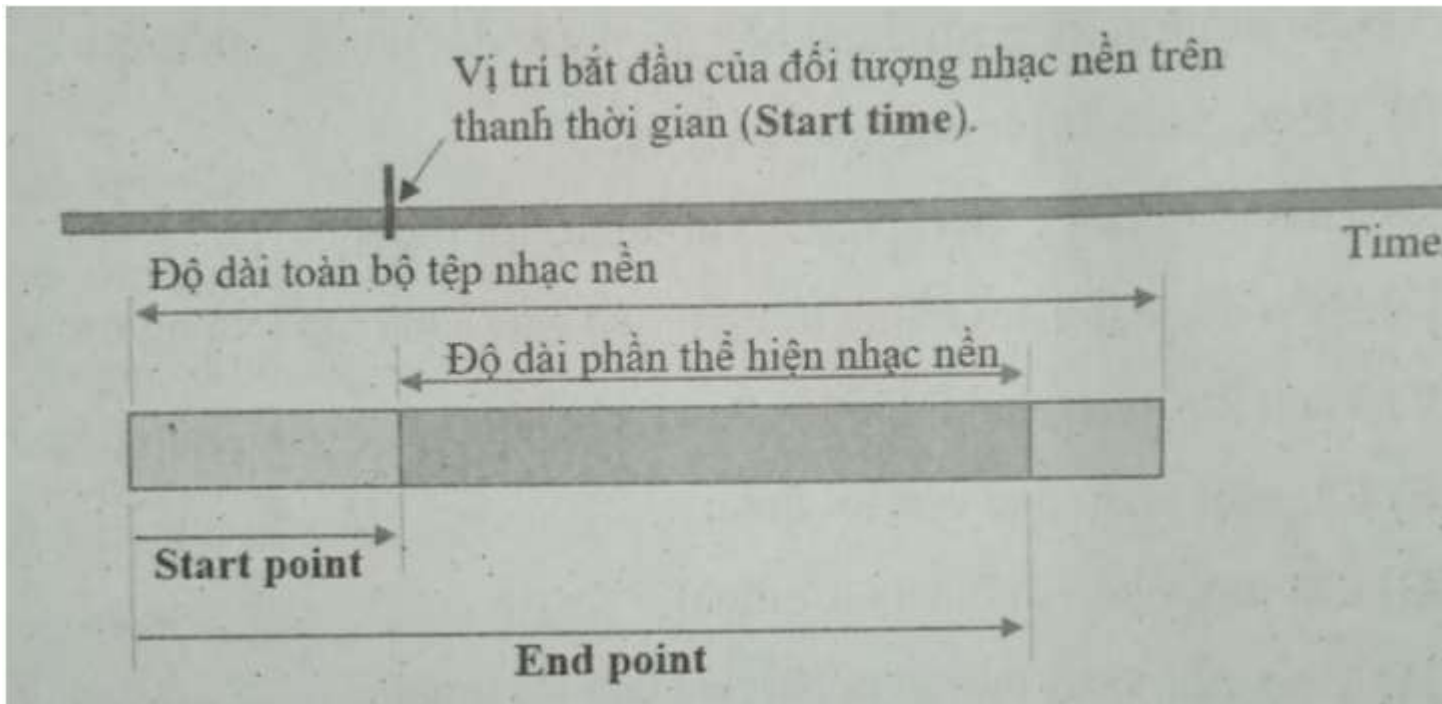 Vị trí bắt đầu của đối tượng nhạc nền trên
thanh thời gian (Start time).
Time
Độ dài toàn bộ tệp nhạc nền
Độ dài phần thể hiện nhạc nền
Start point
End point